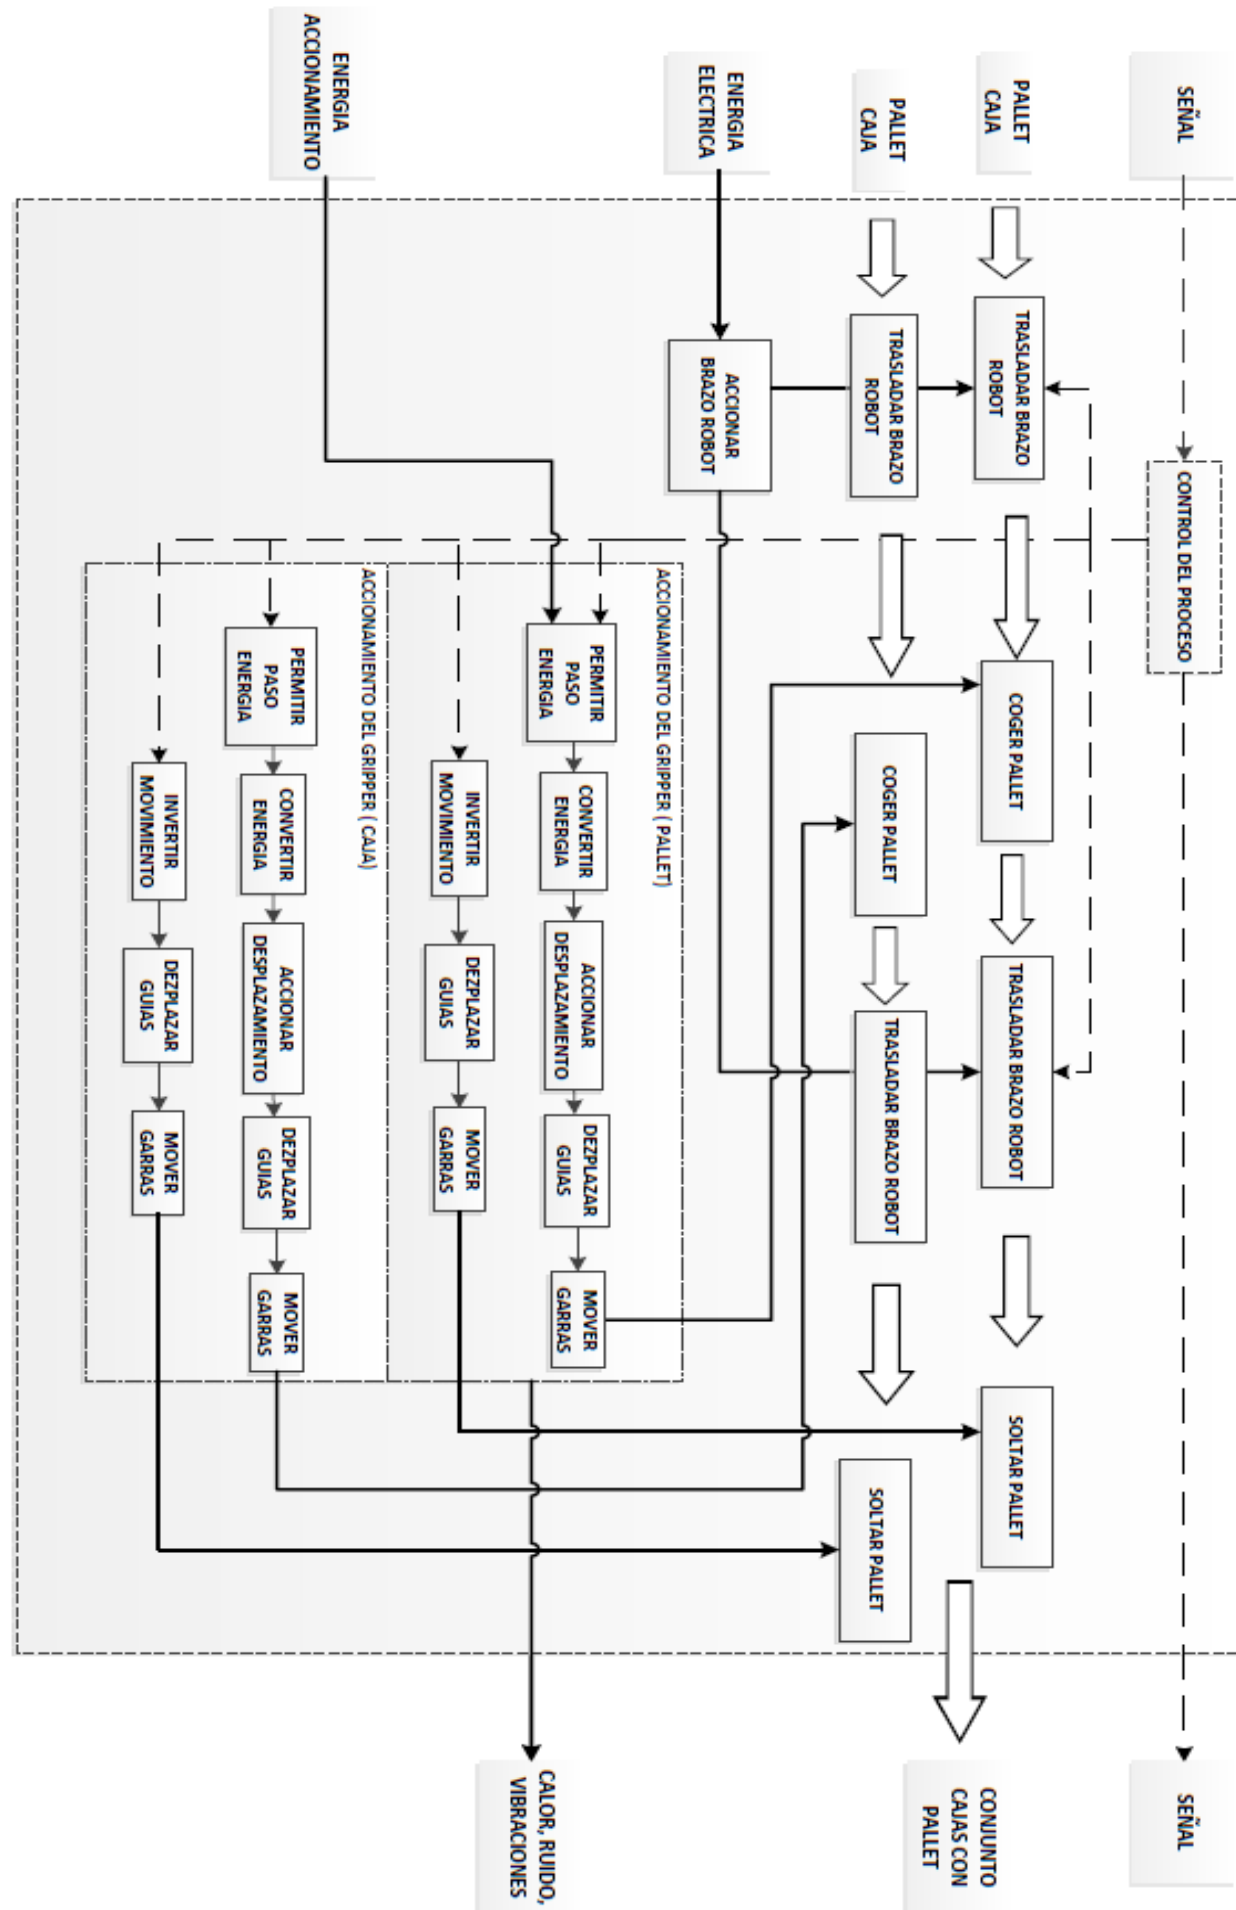 SEÑAL
PALLET
CAJA
PALLET
CAJA
ENERGIA
ELECTRICA
ENERGIA
ACCIONAMIENTO
CONTROL DEL PROCESO
TRASLADAR BRAZO
ROBOT
COGER PALLET
TRASLADAR BRAZO ROBOT
SOLTAR PALLET
TRASLADAR BRAZO
ROBOT
COGER PALLET
TRASLADAR BRAZO ROBOT
SOLTAR PALLET
ACCIONAR
BRAZO ROBOT
ACCIONAMIENTO DEL GRIPPER ( PALLET)
PERMITIR
PASO
ENERGIA
CONVERTIR
ENERGIA
ACCIONAR
DESPLAZAMIENTO
DEZPLAZAR
GUIAS
MOVER
GARRAS
INVERTIR
MOVIMIENTO
DEZPLAZAR
GUIAS
MOVER
GARRAS
ACCIONAMIENTO DEL GRIPPER ( CAJA)
PERMITIR
PASO
ENERGIA
CONVERTIR
ENERGIA
ACCIONAR
DESPLAZAMIENTO
DEZPLAZAR
GUIAS
MOVER
GARRAS
INVERTIR
MOVIMIENTO
DEZPLAZAR
GUIAS
MOVER
GARRAS
SEÑAL
CONJUNTO
CAJAS CON
PALLET
CALOR, RUIDO,
VIBRACIONES